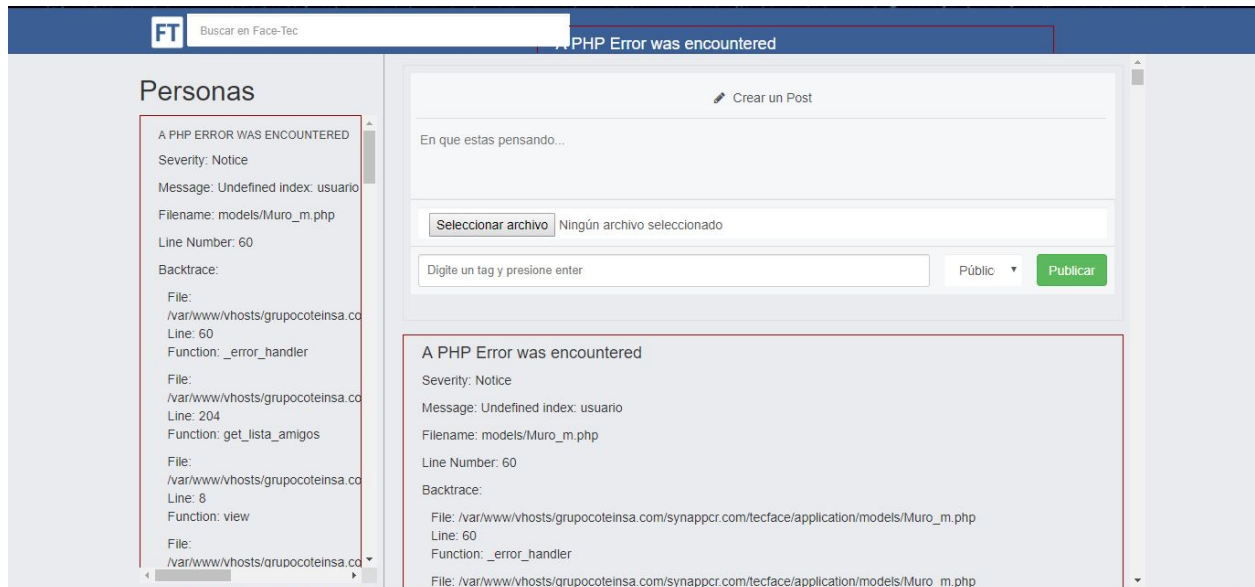 FT
Buscar en Face-Tec
A PHP Error was encountered
Personas
A PHP ERROR WAS ENCOUNTERED
Severity: Notice
Message: Undefined index: usuario
Filename: models/Muro_m.php
Line Number: 60
Backtrace:
File:
/var/www/vhosts/grupocoteinsa.co
Line: 60
Function: _error_handler
File:
/var/www/vhosts/grupocoteinsa.co
Line: 204
Function: get_lista_amigos
File:
/var/www/vhosts/grupocoteinsa.co
Line: 8
Function: view
File:
/var/www/vhosts/grupocoteinsa.co
Crear un Post
En que estas pensando...
Seleccionar archivo Ningún archivo seleccionado
Digite un tag y presione enter
Públic
Publicar
A PHP Error was encountered
Severity: Notice
Message: Undefined index: usuario
Filename: models/Muro_m.php
Line Number: 60
Backtrace:
File: /var/www/vhosts/grupocoteinsa.com/synappcr.com/tecface/application/models/Muro_m.php
Line: 60
Function: _error_handler
File: /var/www/vhosts/grupocoteinsa.com/synappcr.com/tecface/application/models/Muro_m.php